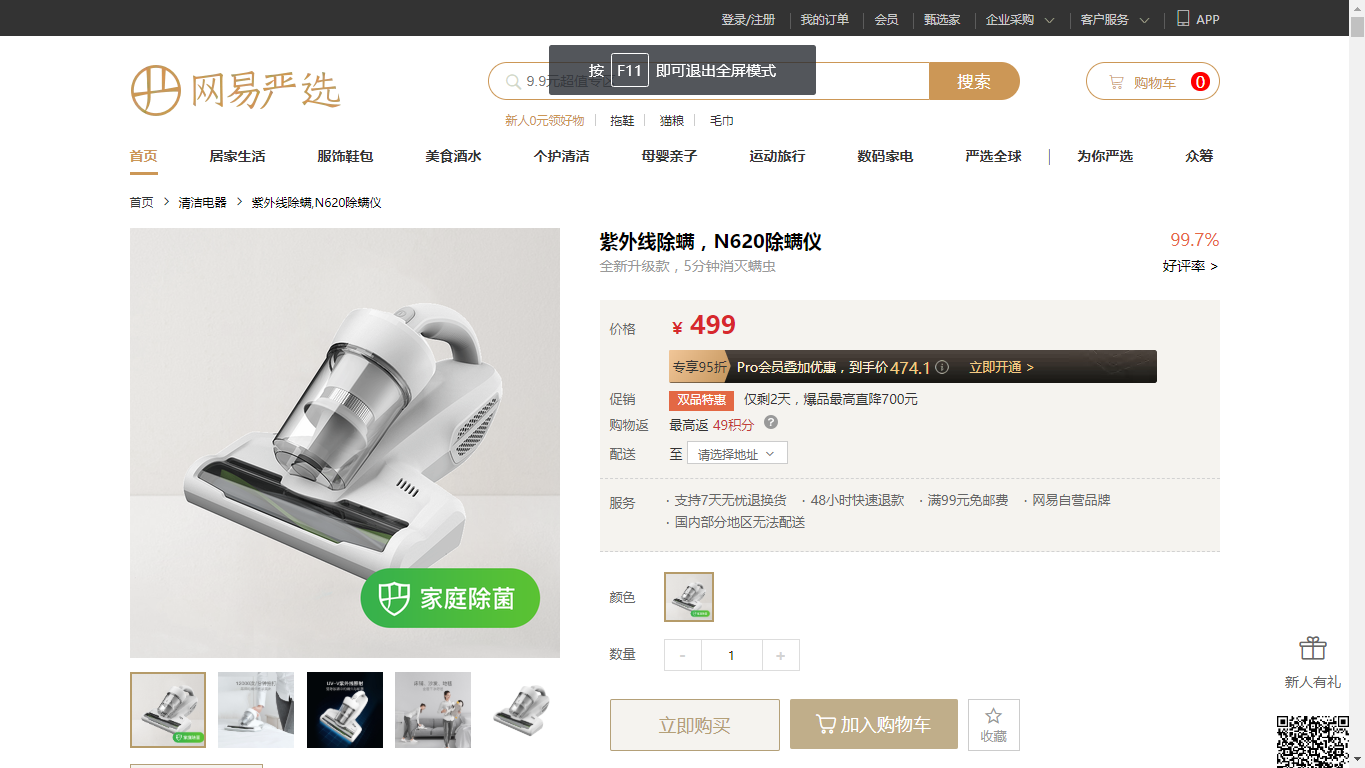 登录/注册 我的订单 会员 甄选家 企业采购 客户服务 APP
网易严选
9.9元超值专区
按 F11 即可退出全屏模式
搜索
购物车 0
新人0元领好物 拖鞋 猫粮 毛巾
首页 居家生活 服饰鞋包 美食酒水 个护清洁 母婴亲子 运动旅行 数码家电 严选全球 为你严选 众筹
首页 > 清洁电器 > 紫外线除螨,N620除螨仪
家庭除菌
紫外线除螨，N620除螨仪
全新升级款，5分钟消灭螨虫
99.7%
好评率 >
价格 ¥ 499
专享95折 Pro会员叠加优惠，到手价474.1 立即开通 >
促销 双品特惠 仅剩2天，爆品最高直降700元
购物返 最高返 49积分 ?
配送 至 请选择地址
服务 · 支持7天无忧退换货 · 48小时快速退款 · 满99元免邮费 · 网易自营品牌
· 国内部分地区无法配送
颜色
数量 - 1 +
立即购买 加入购物车 收藏
新人有礼